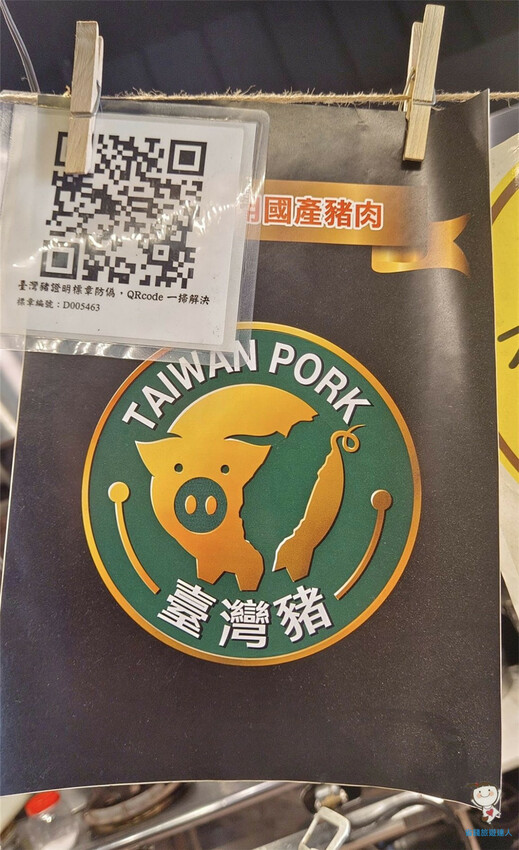 用國產豬肉
臺灣豬證明標章防偽，QRcode 一掃解決
標章編號：D005463
TAIWAN PORK
臺灣豬